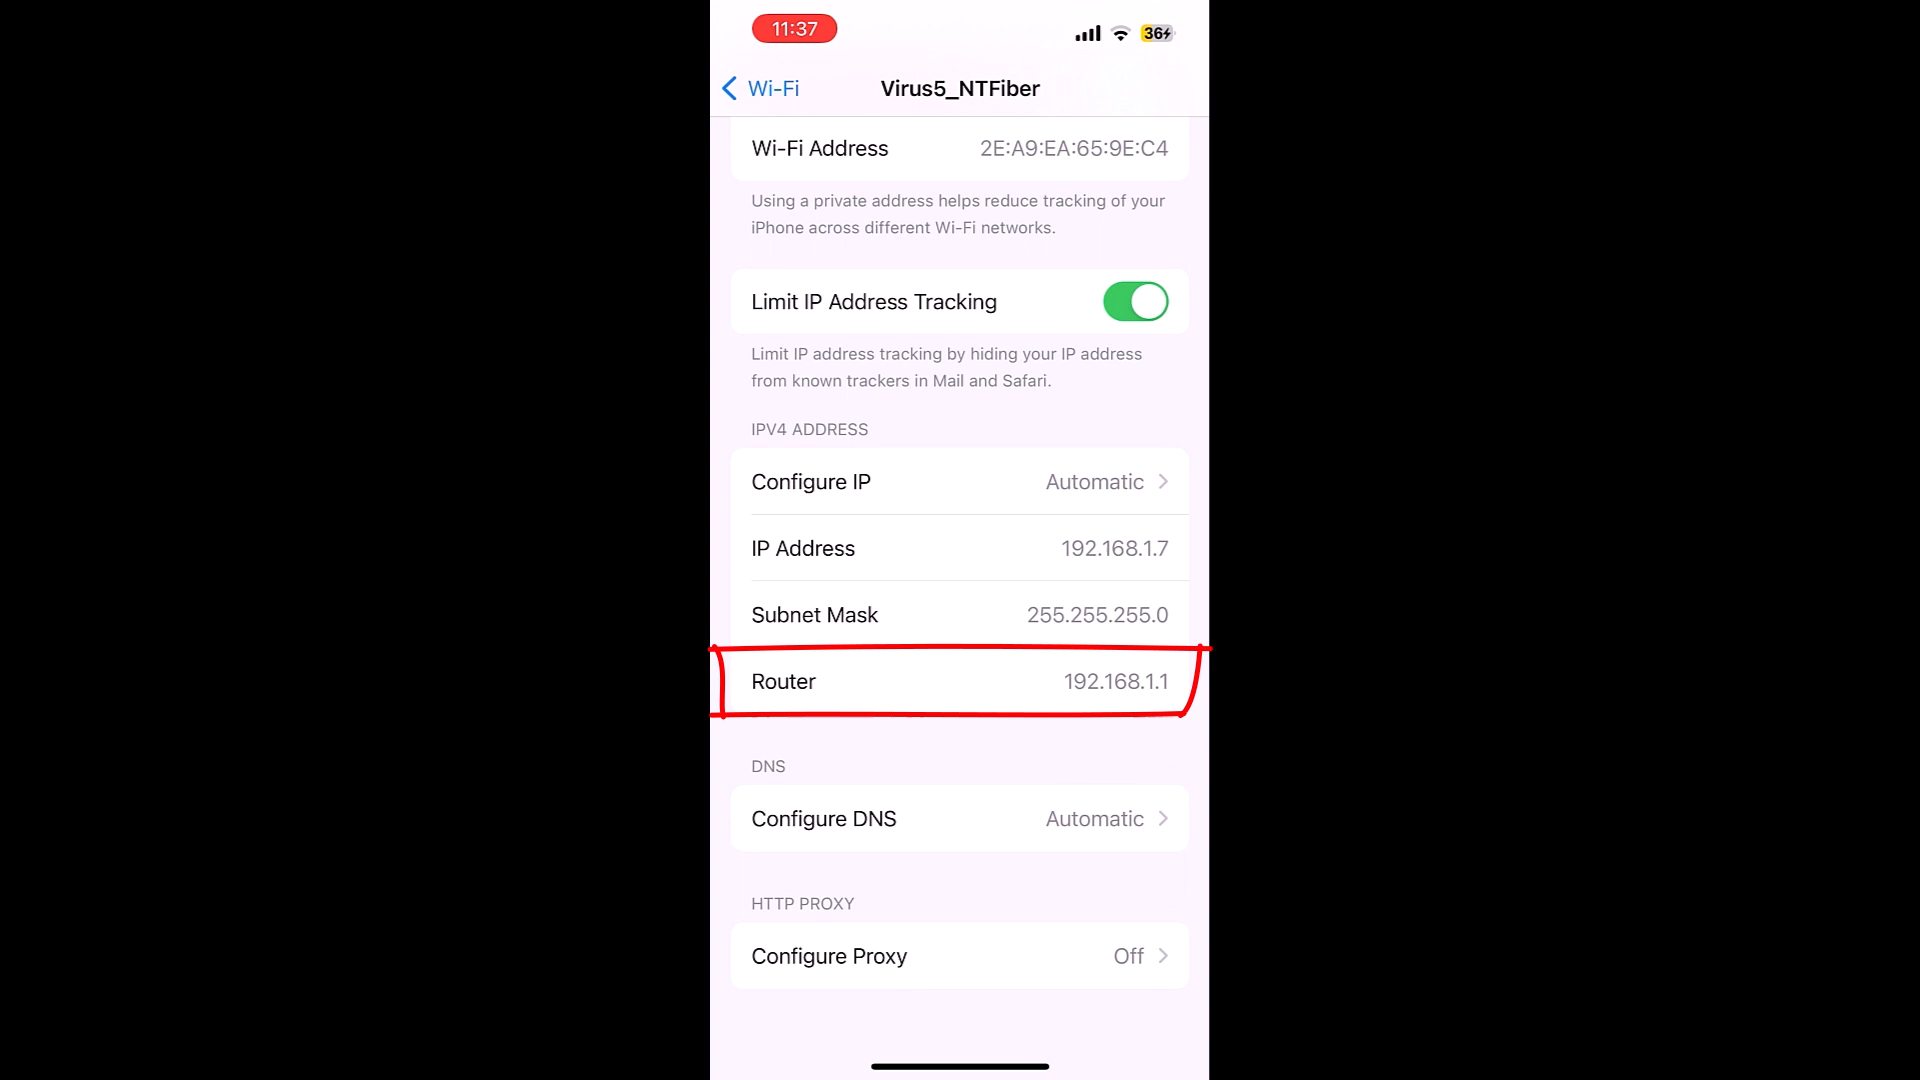 11:37
36
Wi-Fi
Virus5_NTFiber
Wi-Fi Address 2E:A9:EA:65:9E:C4
Using a private address helps reduce tracking of your
iPhone across different Wi-Fi networks.
Limit IP Address Tracking
Limit IP address tracking by hiding your IP address
from known trackers in Mail and Safari.
IPV4 ADDRESS
Configure IP Automatic
IP Address 192.168.1.7
Subnet Mask 255.255.255.0
Router 192.168.1.1
DNS
Configure DNS Automatic
HTTP PROXY
Configure Proxy Off